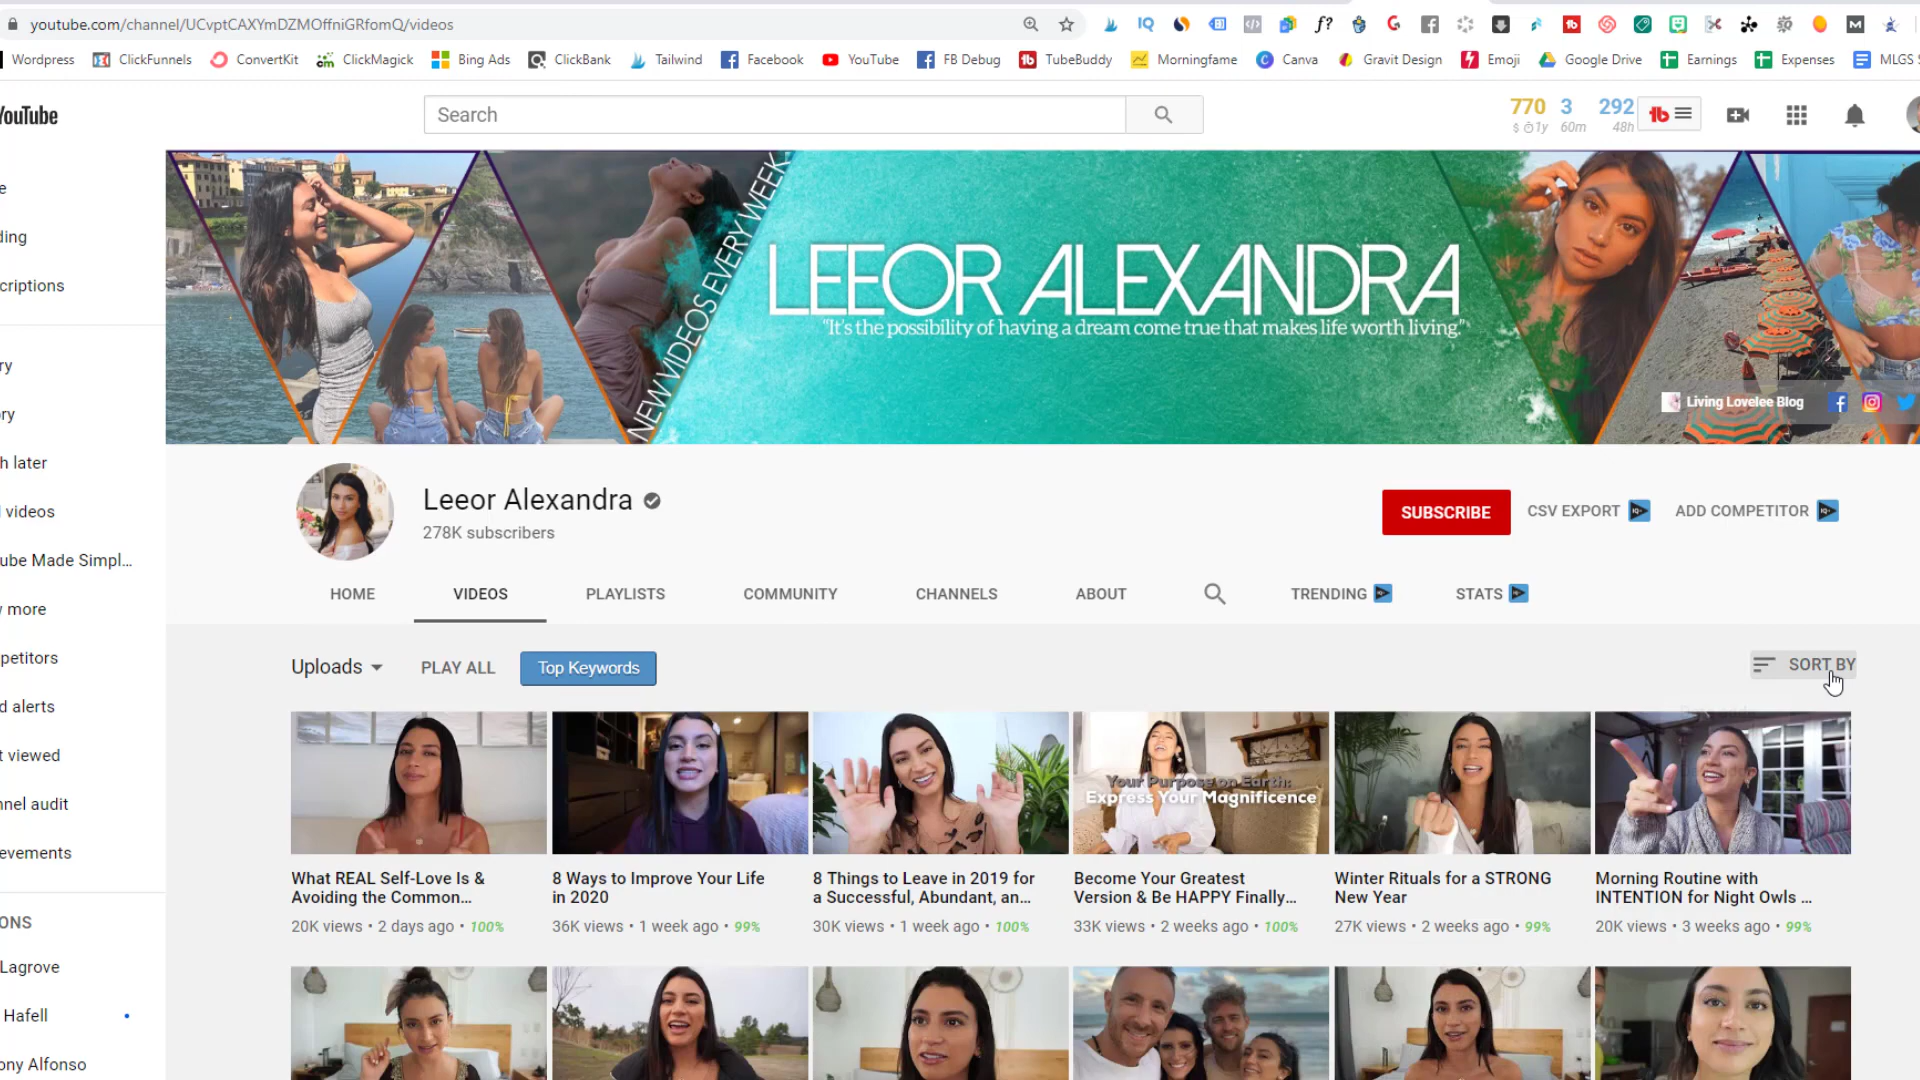 youtube.com/channel/UCvptCAXYmDZMOffniGRfomQ/videos
Wordpress ClickFunnels ConvertKit ClickMagick Bing Ads ClickBank Tailwind Facebook YouTube FB Debug TubeBuddy Morningfame Canva Gravit Design Emoji Google Drive Earnings Expenses MLGS S
YouTube
Search
770 3 292
$ 1y 60m 48h
NEW VIDEOS EVERY WEEK
LEEOR ALEXANDRA
"It's the possibility of having a dream come true that makes life worth living."
Living Lovelee Blog
e
ding
criptions
ry
ory
h later
videos
ube Made Simpl...
more
petitors
d alerts
t viewed
nnel audit
evements
ONS
Lagrove
Hafell
ony Alfonso
Leeor Alexandra
278K subscribers
SUBSCRIBE CSV EXPORT ADD COMPETITOR
HOME VIDEOS PLAYLISTS COMMUNITY CHANNELS ABOUT TRENDING STATS
Uploads PLAY ALL Top Keywords SORT BY
Your Purpose on Earth:
Express Your Magnificence
What REAL Self-Love Is &
Avoiding the Common...
20K views • 2 days ago • 100%
8 Ways to Improve Your Life
in 2020
36K views • 1 week ago • 99%
8 Things to Leave in 2019 for
a Successful, Abundant, an...
30K views • 1 week ago • 100%
Become Your Greatest
Version & Be HAPPY Finally...
33K views • 2 weeks ago • 100%
Winter Rituals for a STRONG
New Year
27K views • 2 weeks ago • 99%
Morning Routine with
INTENTION for Night Owls ...
20K views • 3 weeks ago • 99%